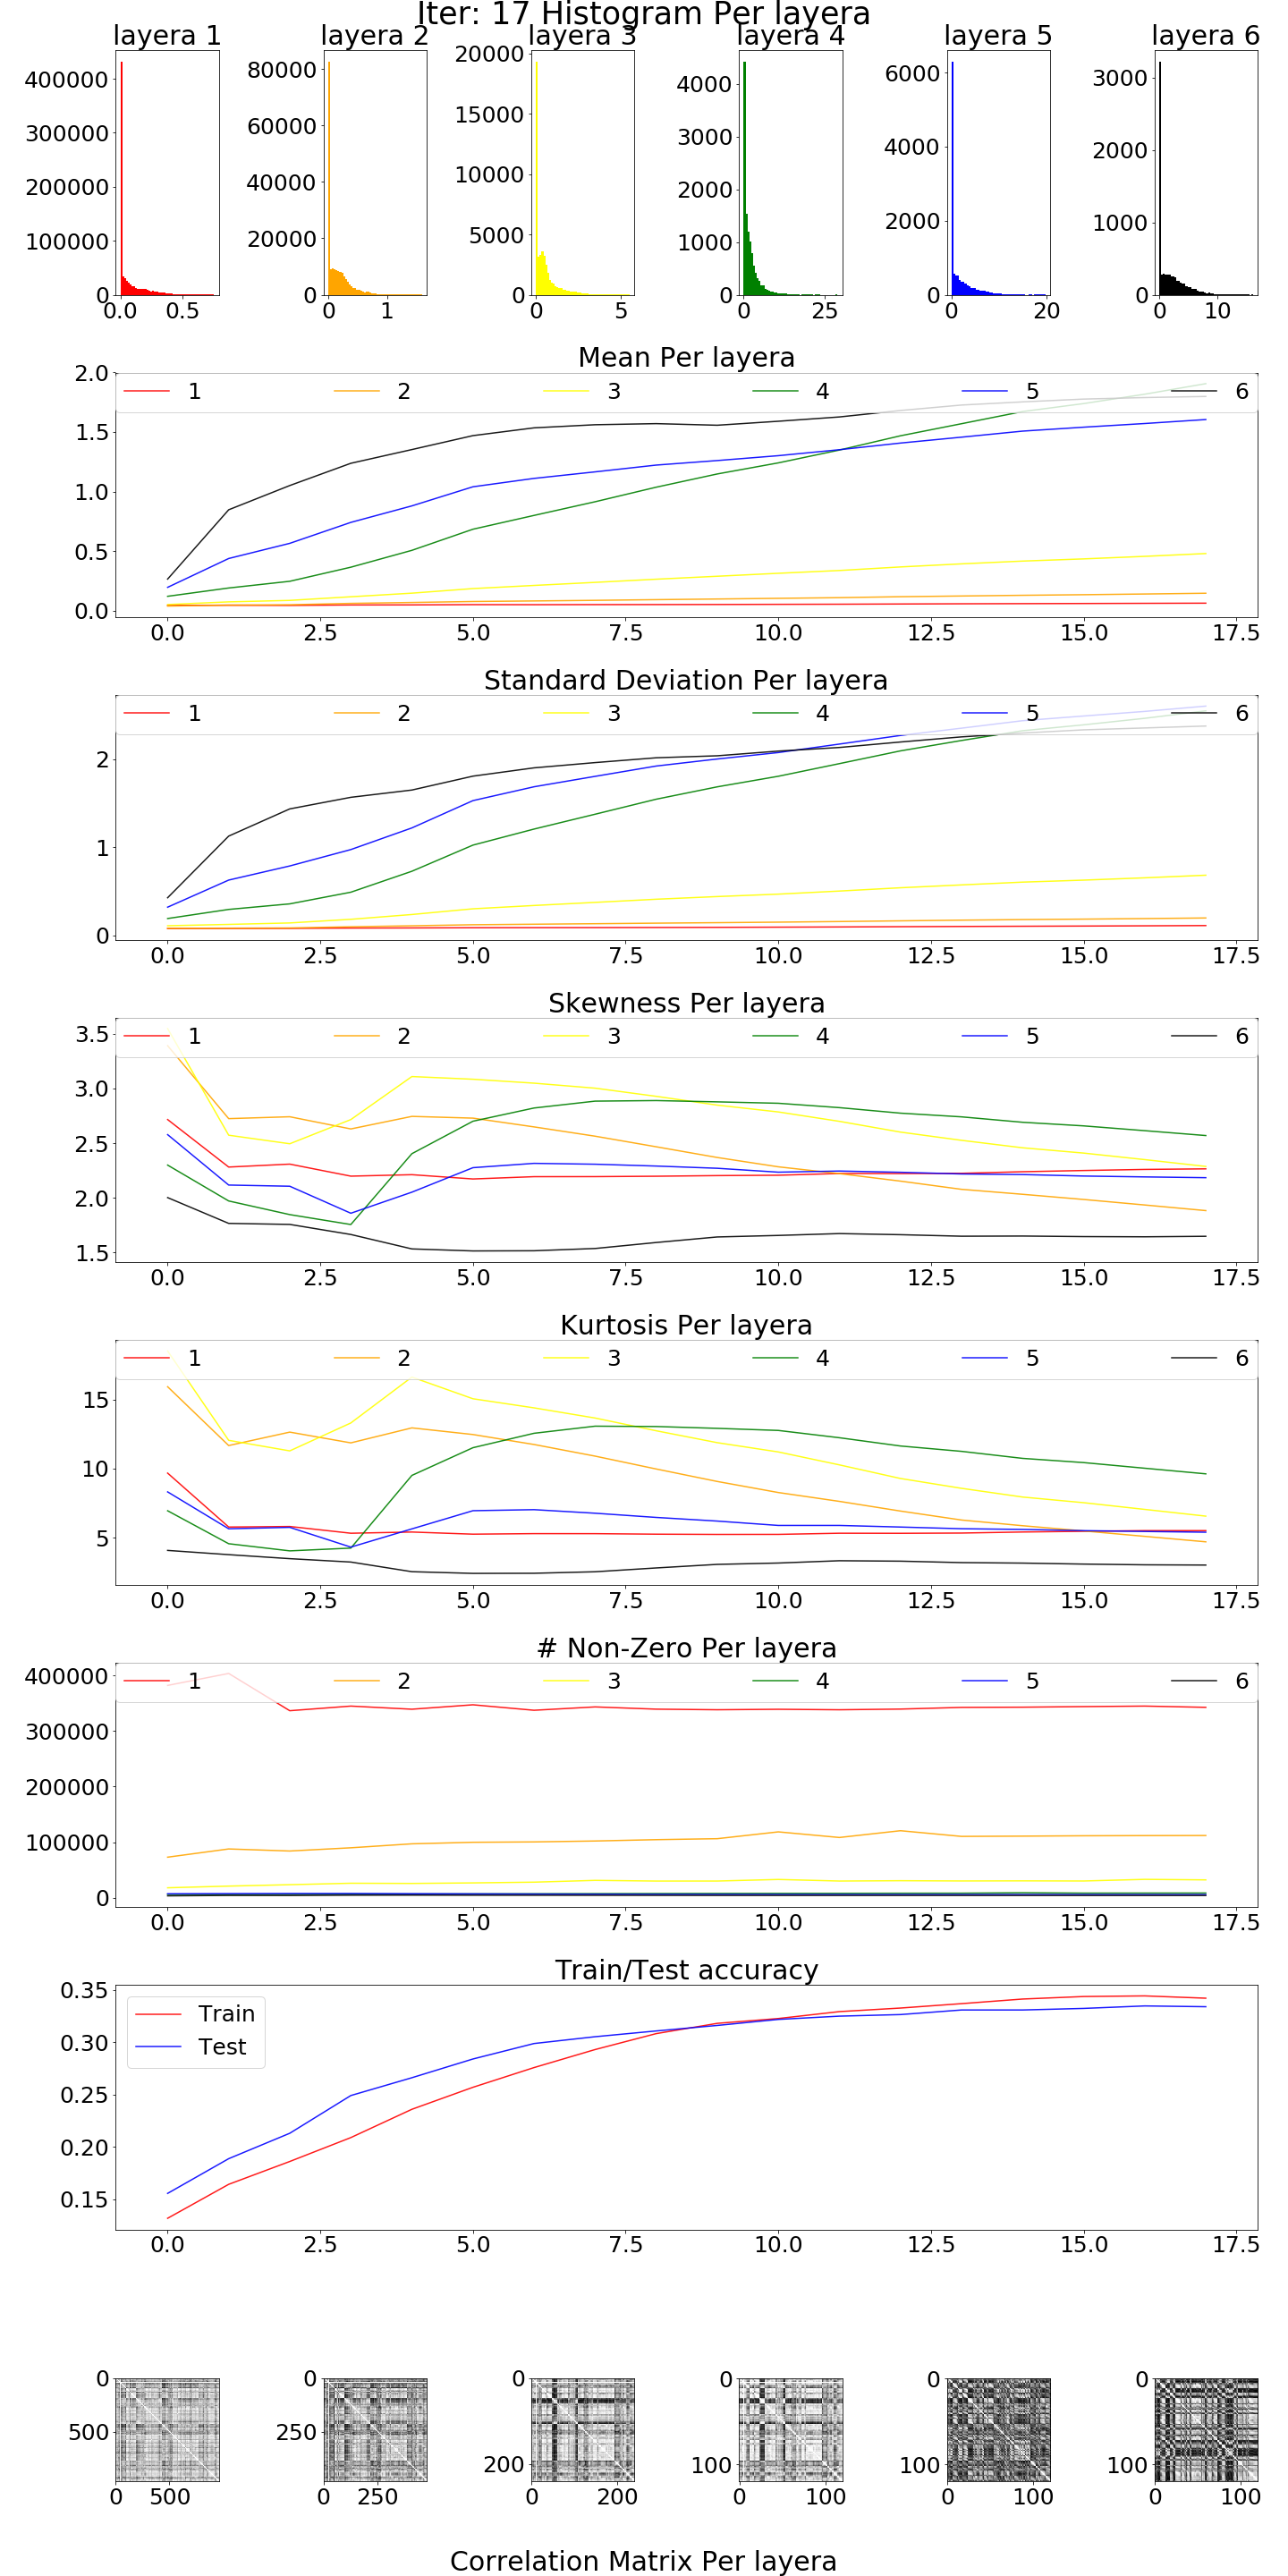 Iter: 17 Histogram Per layera
layera 1 layera 2 layera 3 layera 4 layera 5 layera 6
400000 80000 20000 4000 6000 3000
300000 60000 15000 3000 4000 2000
200000 40000 10000 2000 2000 1000
100000 20000 5000 1000
0 0 0 0 0 0
0.0 0.5 0 1 0 5 0 25 0 20 0 10
Mean Per layera
1 2 3 4 5 6
2.0
1.5
1.0
0.5
0.0
0.0 2.5 5.0 7.5 10.0 12.5 15.0 17.5
Standard Deviation Per layera
1 2 3 4 5 6
2
1
0
0.0 2.5 5.0 7.5 10.0 12.5 15.0 17.5
Skewness Per layera
1 2 3 4 5 6
3.5
3.0
2.5
2.0
1.5
0.0 2.5 5.0 7.5 10.0 12.5 15.0 17.5
Kurtosis Per layera
1 2 3 4 5 6
15
10
5
0.0 2.5 5.0 7.5 10.0 12.5 15.0 17.5
# Non-Zero Per layera
1 2 3 4 5 6
400000
300000
200000
100000
0
0.0 2.5 5.0 7.5 10.0 12.5 15.0 17.5
Train/Test accuracy
Train
Test
0.35
0.30
0.25
0.20
0.15
0.0 2.5 5.0 7.5 10.0 12.5 15.0 17.5
0 0 0 0 0 0
500 250 200 100 100 100
0 500 0 250 0 200 0 100 0 100 0 100
Correlation Matrix Per layera